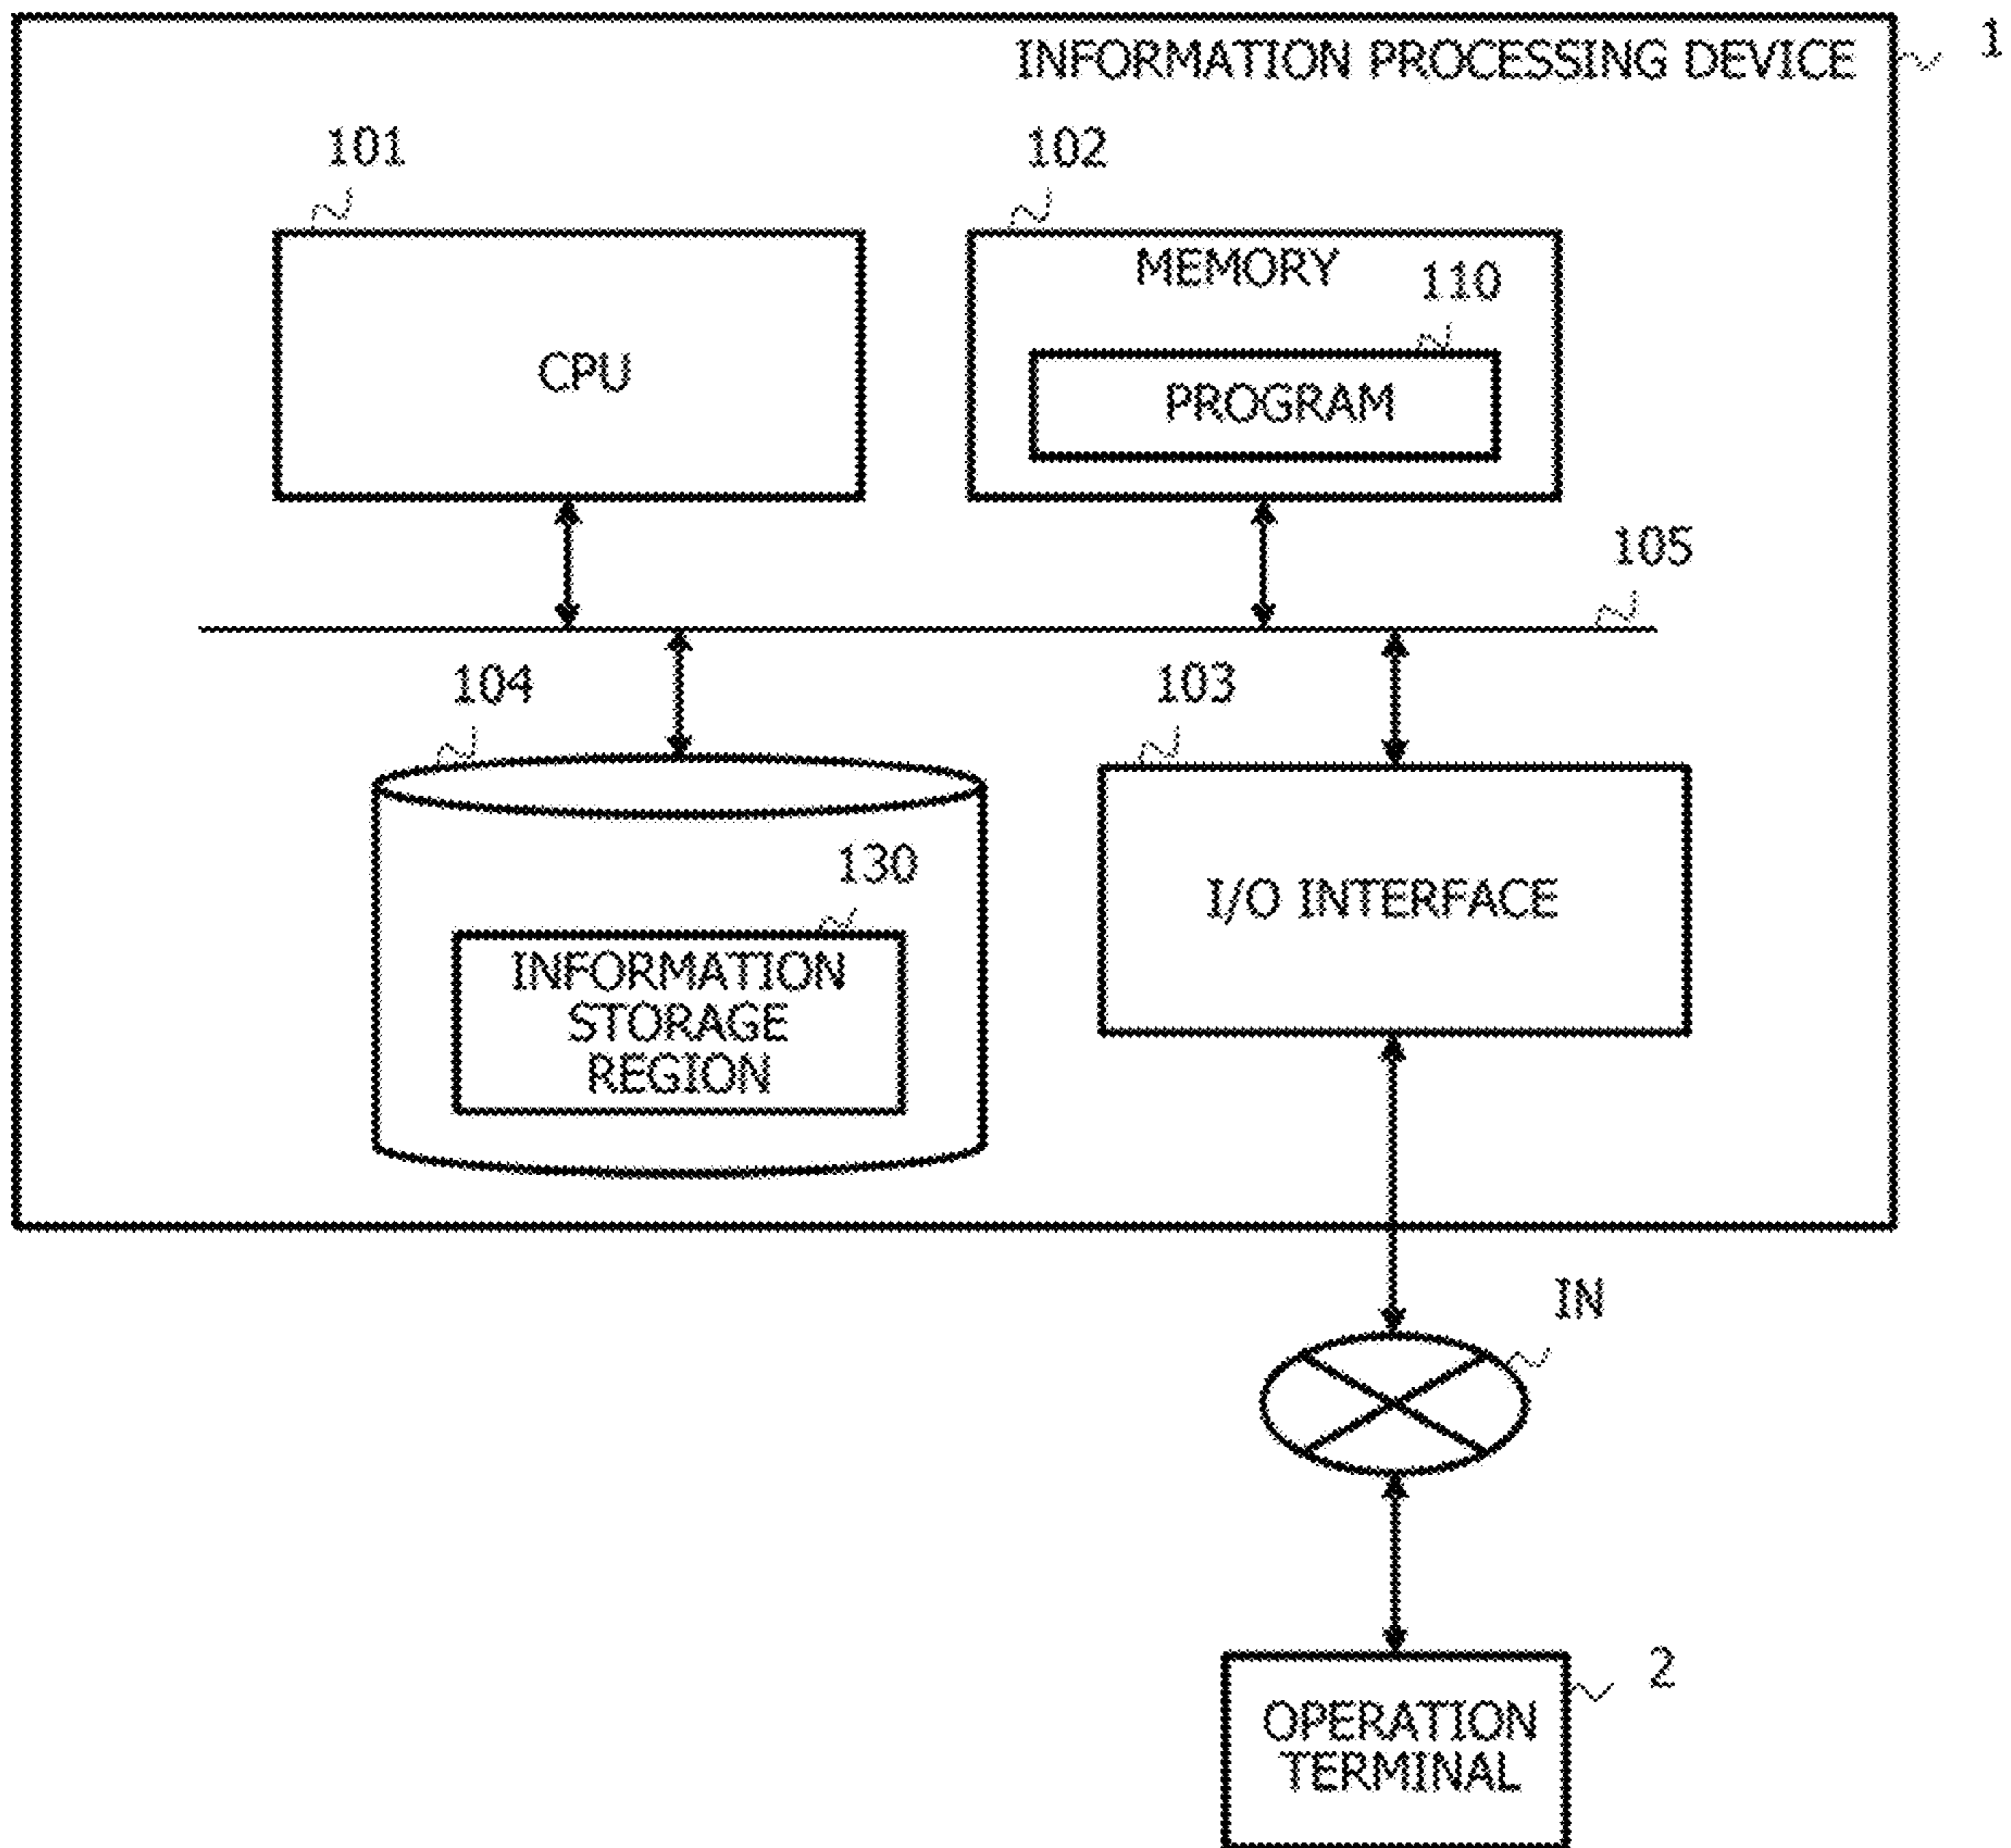 1
INFORMATION PROCESSING DEVICE
101
102
MEMORY
110
CPU
PROGRAM
105
104
103
130
I/O INTERFACE
INFORMATION
STORAGE
REGION
IN
2
OPERATION
TERMINAL